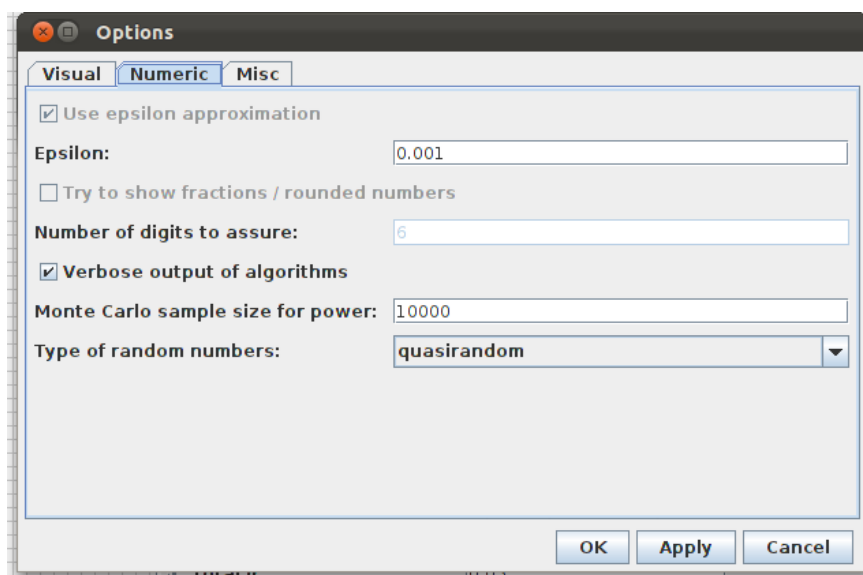 Options
Visual Numeric Misc
Use epsilon approximation
Epsilon: 0.001
Try to show fractions / rounded numbers
Number of digits to assure: 6
Verbose output of algorithms
Monte Carlo sample size for power: 10000
Type of random numbers: quasirandom
OK Apply Cancel